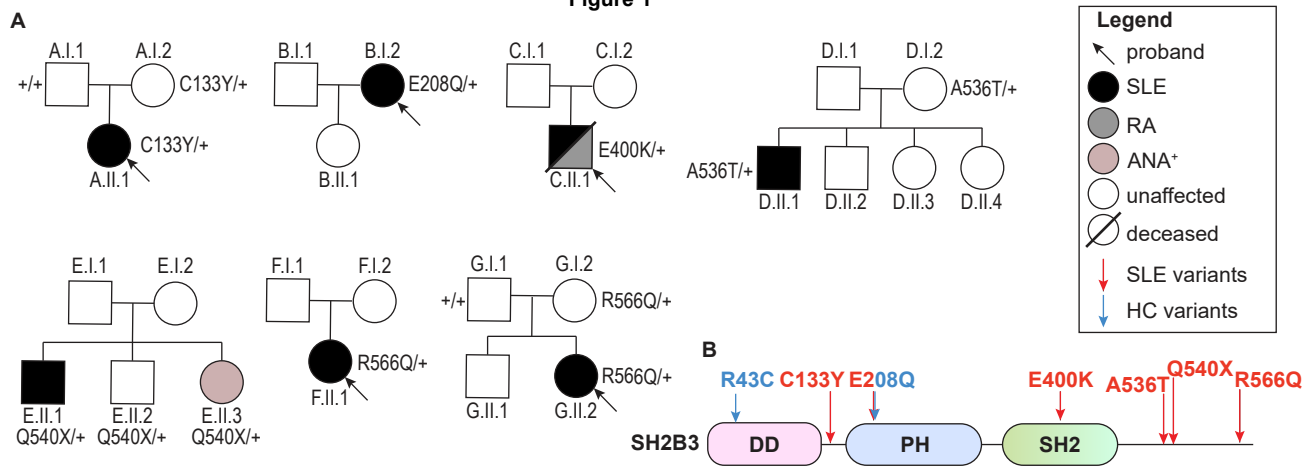 Figure 1
A
A.I.1 A.I.2
+/+ C133Y/+
C133Y/+
A.II.1
B.I.1 B.I.2
E208Q/+
B.II.1
C.I.1 C.I.2
E400K/+
C.II.1
D.I.1 D.I.2
A536T/+
A536T/+
D.II.1 D.II.2 D.II.3 D.II.4
Legend
proband
SLE
RA
ANA+
unaffected
deceased
SLE variants
HC variants
E.I.1 E.I.2
E.II.1 E.II.2 E.II.3
Q540X/+ Q540X/+ Q540X/+
F.I.1 F.I.2
R566Q/+
F.II.1
G.I.1 G.I.2
+/+ R566Q/+
R566Q/+
G.II.1 G.II.2
B
R43C C133Y E208Q E400K A536T Q540X R566Q
SH2B3 DD PH SH2